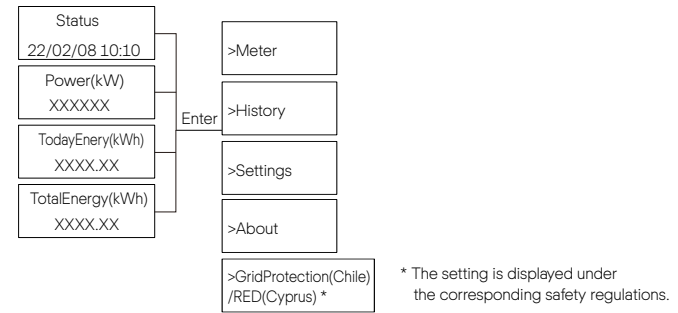 Status
22/02/08 10:10
Power(kW)
XXXXXX
TodayEnery(kWh)
XXXX.XX
TotalEnergy(kWh)
XXXX.XX
Enter
>Meter
>History
>Settings
>About
>GridProtection(Chile)
/RED(Cyprus) *
* The setting is displayed under
the corresponding safety regulations.